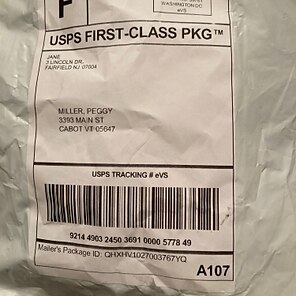 F
WASHINGTON DC
eVS
USPS FIRST-CLASS PKG™
JANE
3 LINCOLN DR.
FAIRFIELD NJ 07004
MILLER, PEGGY
3393 MAIN ST
CABOT VT 05647
USPS TRACKING # eVS
9214 4903 2450 3691 0000 5778 49
Mailer's Package ID: QHXHV1027003767YQ
A107